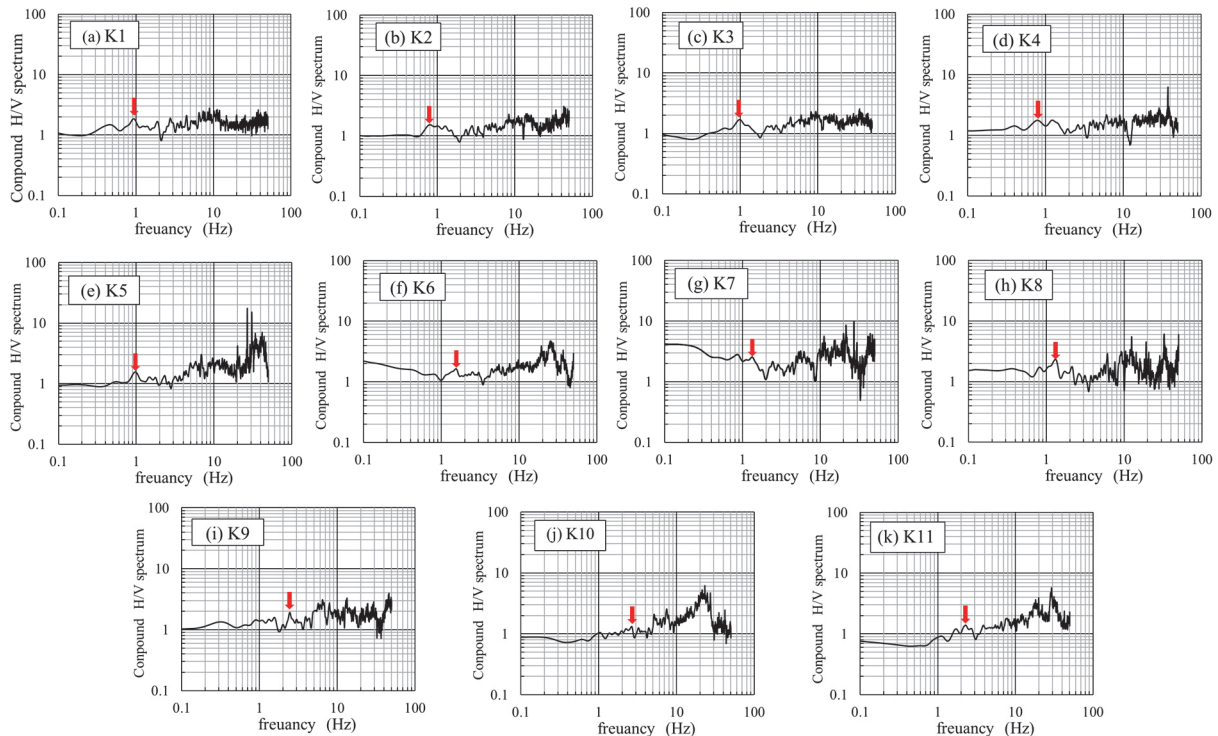 (a) K1
Conpound H/V spectrum
100
10
1
0.1
0.1 1 10 100
freuancy (Hz)
(b) K2
Conpound H/V spectrum
100
10
1
0.1
0.1 1 10 100
freuancy (Hz)
(c) K3
Conpound H/V spectrum
100
10
1
0.1
0.1 1 10 100
freuancy (Hz)
(d) K4
Conpound H/V spectrum
100
10
1
0.1
0.1 1 10 100
freuancy (Hz)
(e) K5
Conpound H/V spectrum
100
10
1
0.1
0.1 1 10 100
freuancy (Hz)
(f) K6
Conpound H/V spectrum
100
10
1
0.1
0.1 1 10 100
freuancy (Hz)
(g) K7
Conpound H/V spectrum
100
10
1
0.1
0.1 1 10 100
freuancy (Hz)
(h) K8
Conpound H/V spectrum
100
10
1
0.1
0.1 1 10 100
freuancy (Hz)
(i) K9
Conpound H/V spectrum
100
10
1
0.1
0.1 1 10 100
freuancy (Hz)
(j) K10
Conpound H/V spectrum
100
10
1
0.1
0.1 1 10 100
freuancy (Hz)
(k) K11
Conpound H/V spectrum
100
10
1
0.1
0.1 1 10 100
freuancy (Hz)